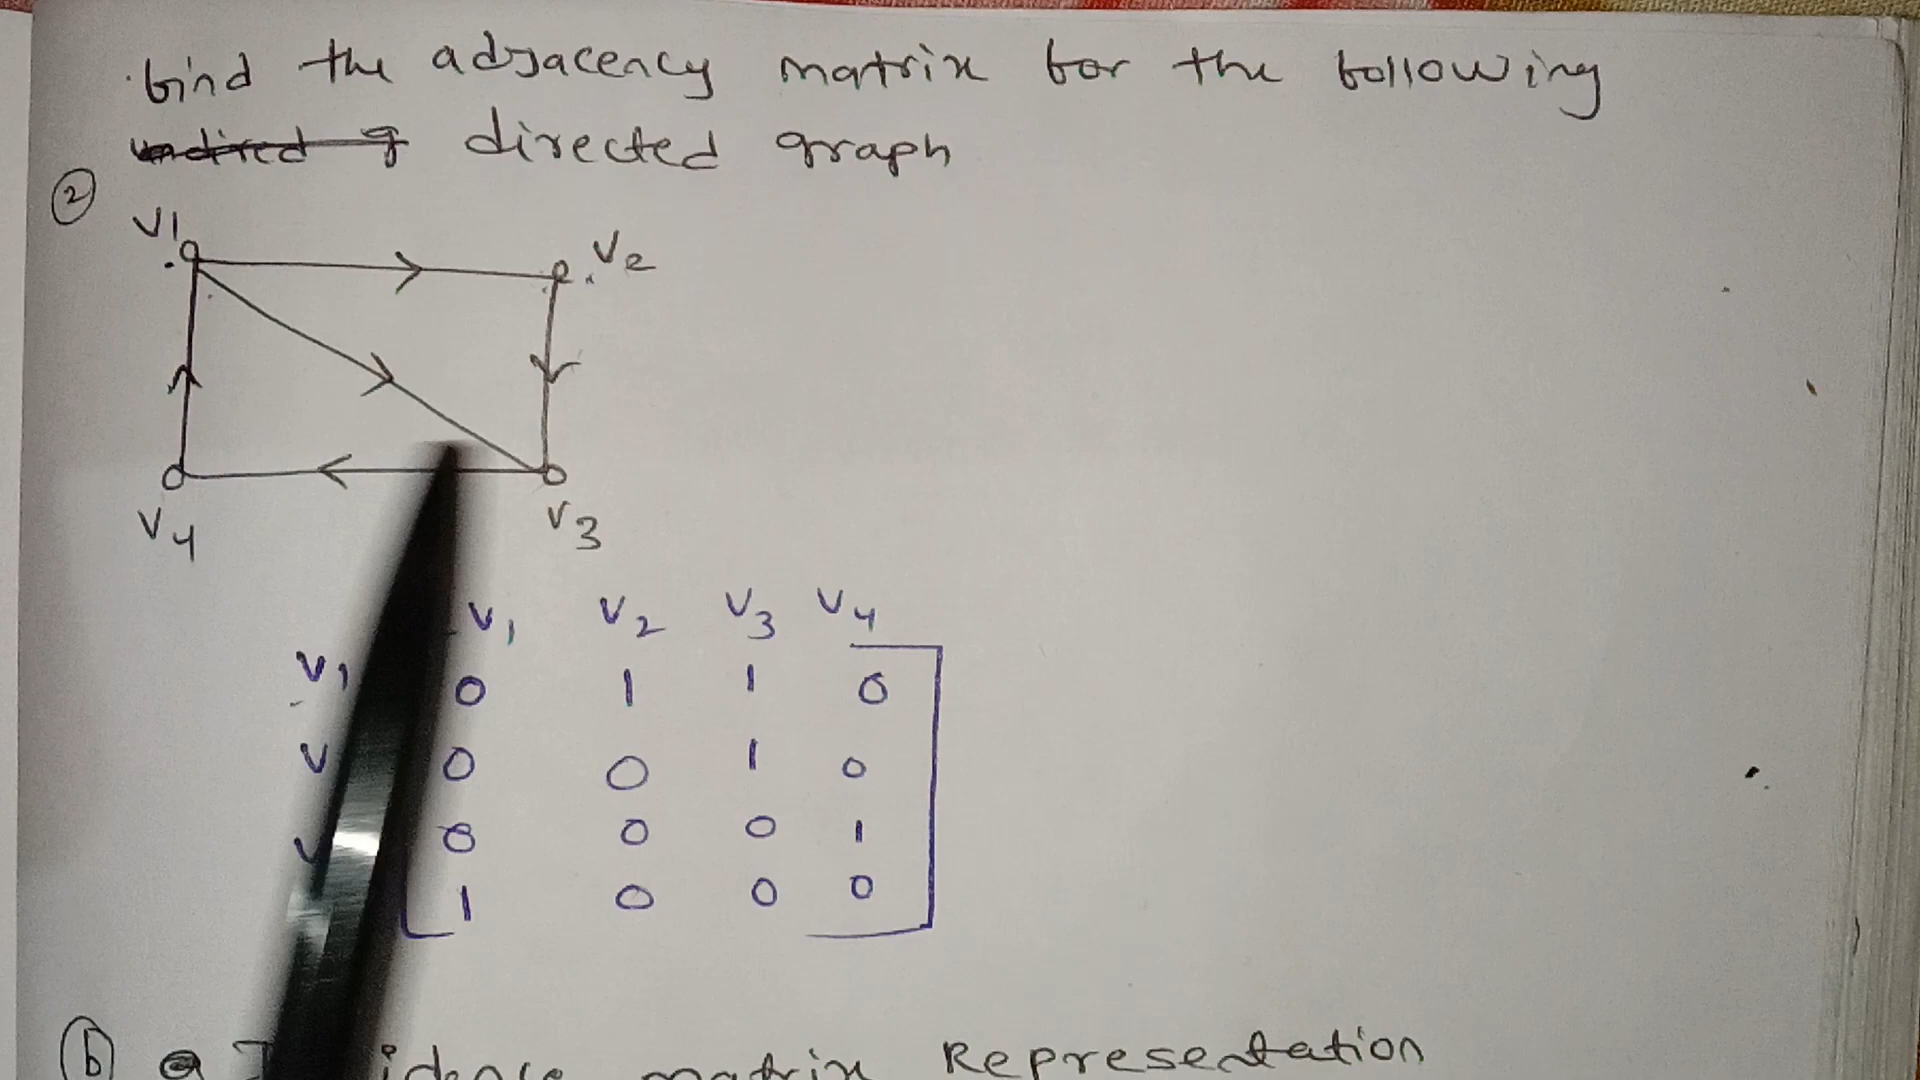 find the adjacency matrix for the following
directed graph
2
V1
V2
V4
V3
V1 V2 V3 V4
V1 0 1 1 0
V 0 0 1 0
V 0 0 0 1
1 0 0 0
b matrix Representation